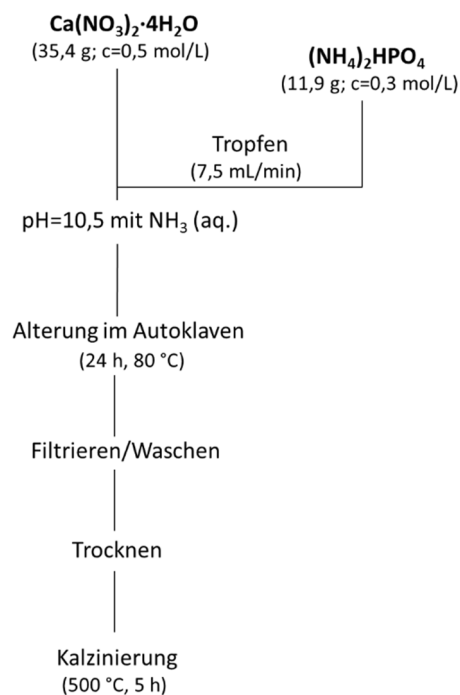 Ca(NO₃)₂·4H₂O
(35,4 g; c=0,5 mol/L)
(NH₄)₂HPO₄
(11,9 g; c=0,3 mol/L)
Tropfen
(7,5 mL/min)
pH=10,5 mit NH₃ (aq.)
Alterung im Autoklaven
(24 h, 80 °C)
Filtrieren/Waschen
Trocknen
Kalzinierung
(500 °C, 5 h)